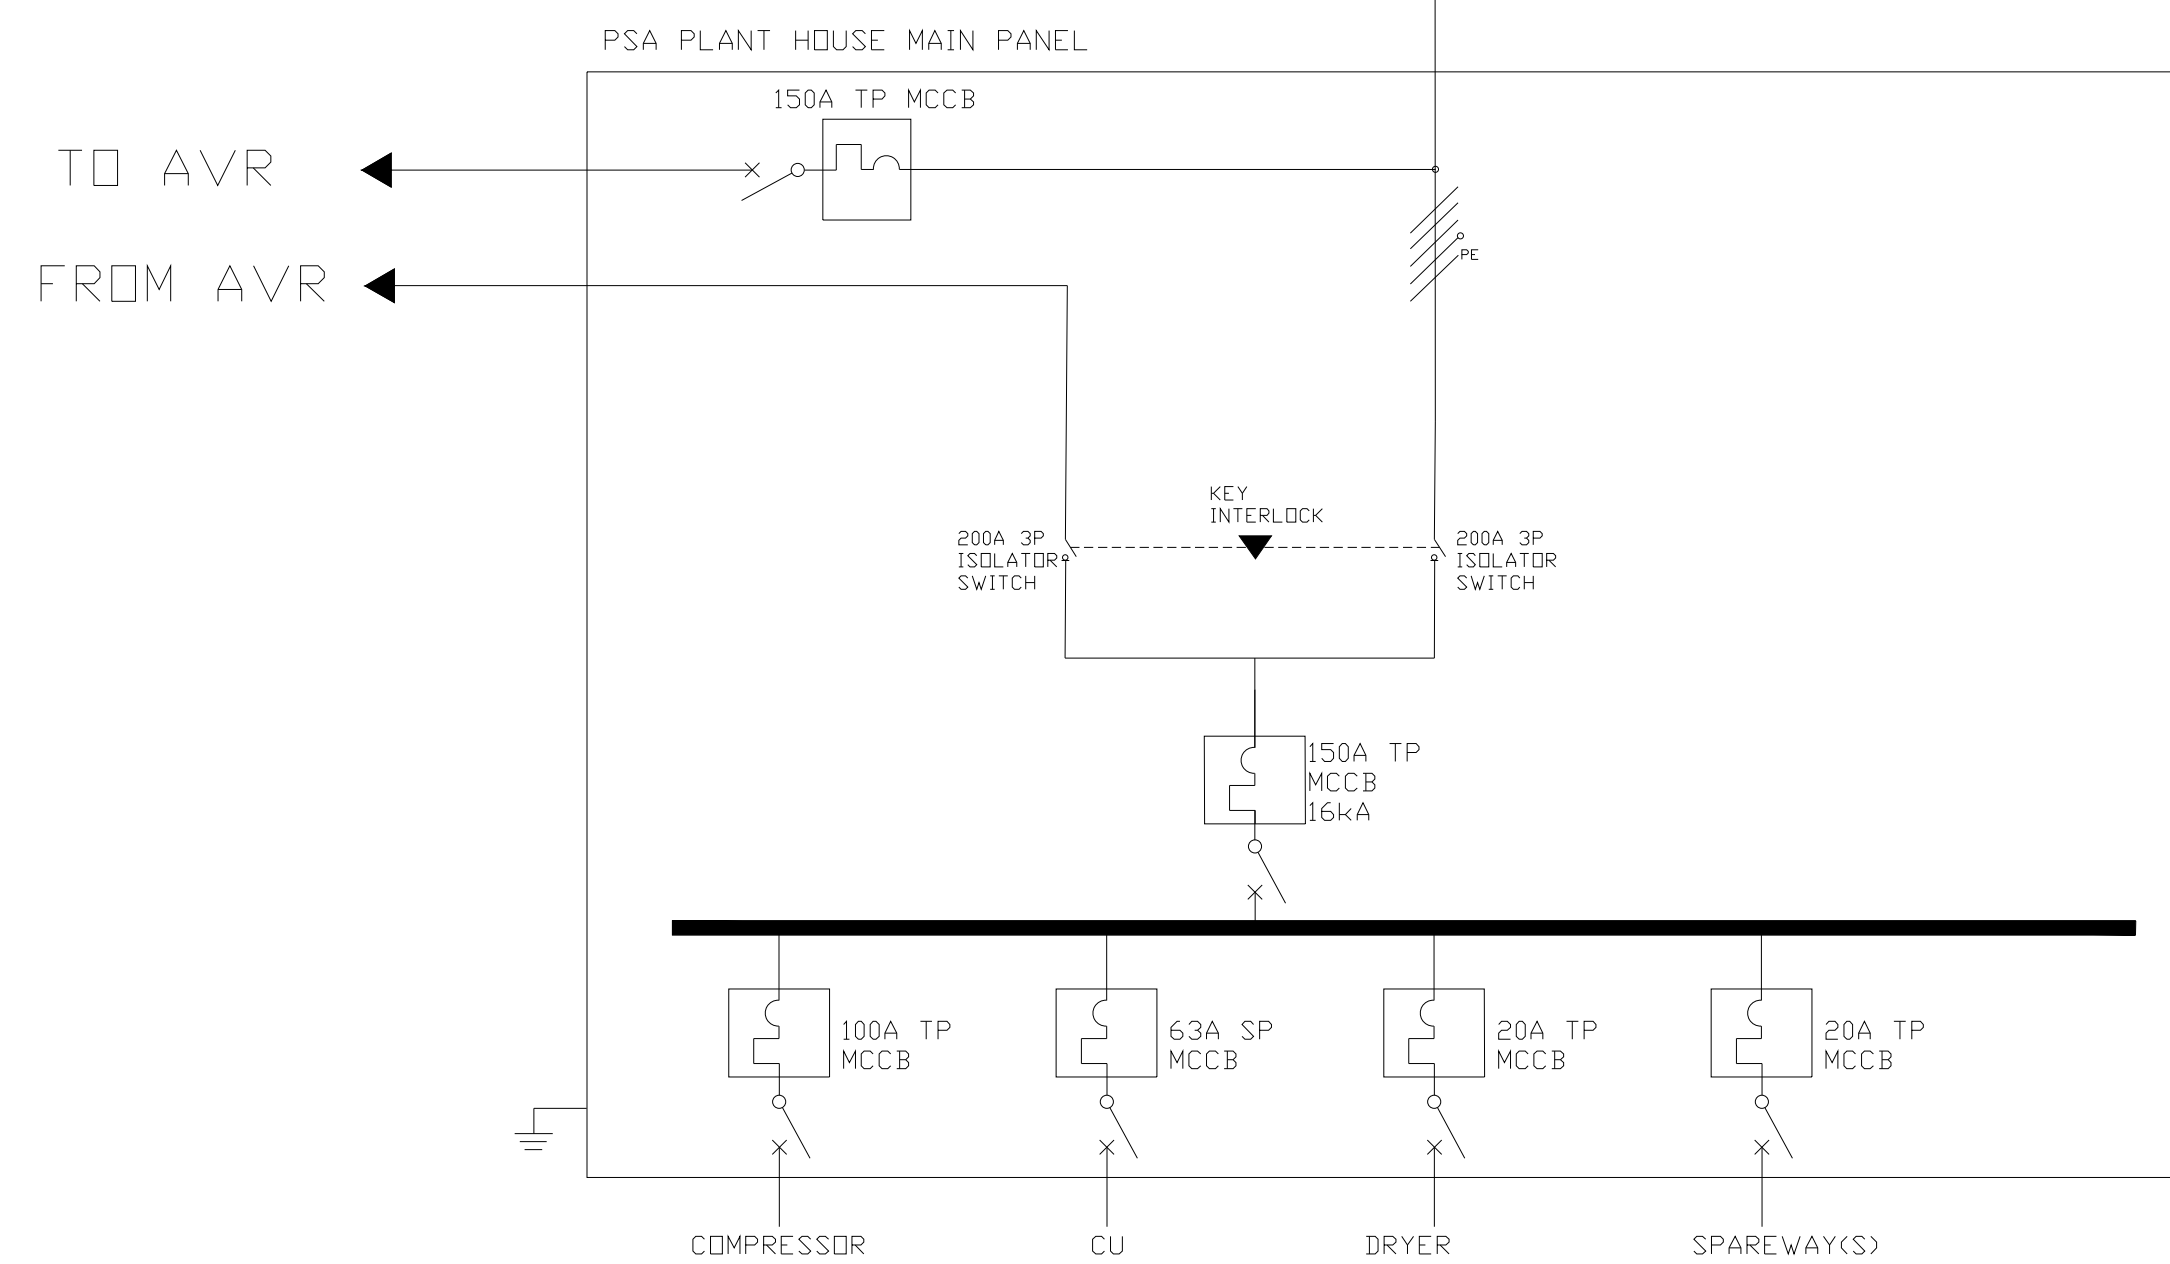 PSA PLANT HOUSE MAIN PANEL
150A TP MCCB
TO AVR
FROM AVR
PE
KEY
INTERLOCK
200A 3P
ISOLATOR
SWITCH
200A 3P
ISOLATOR
SWITCH
150A TP
MCCB
16kA
100A TP
MCCB
63A SP
MCCB
20A TP
MCCB
20A TP
MCCB
COMPRESSOR
CU
DRYER
SPAREWAY(S)